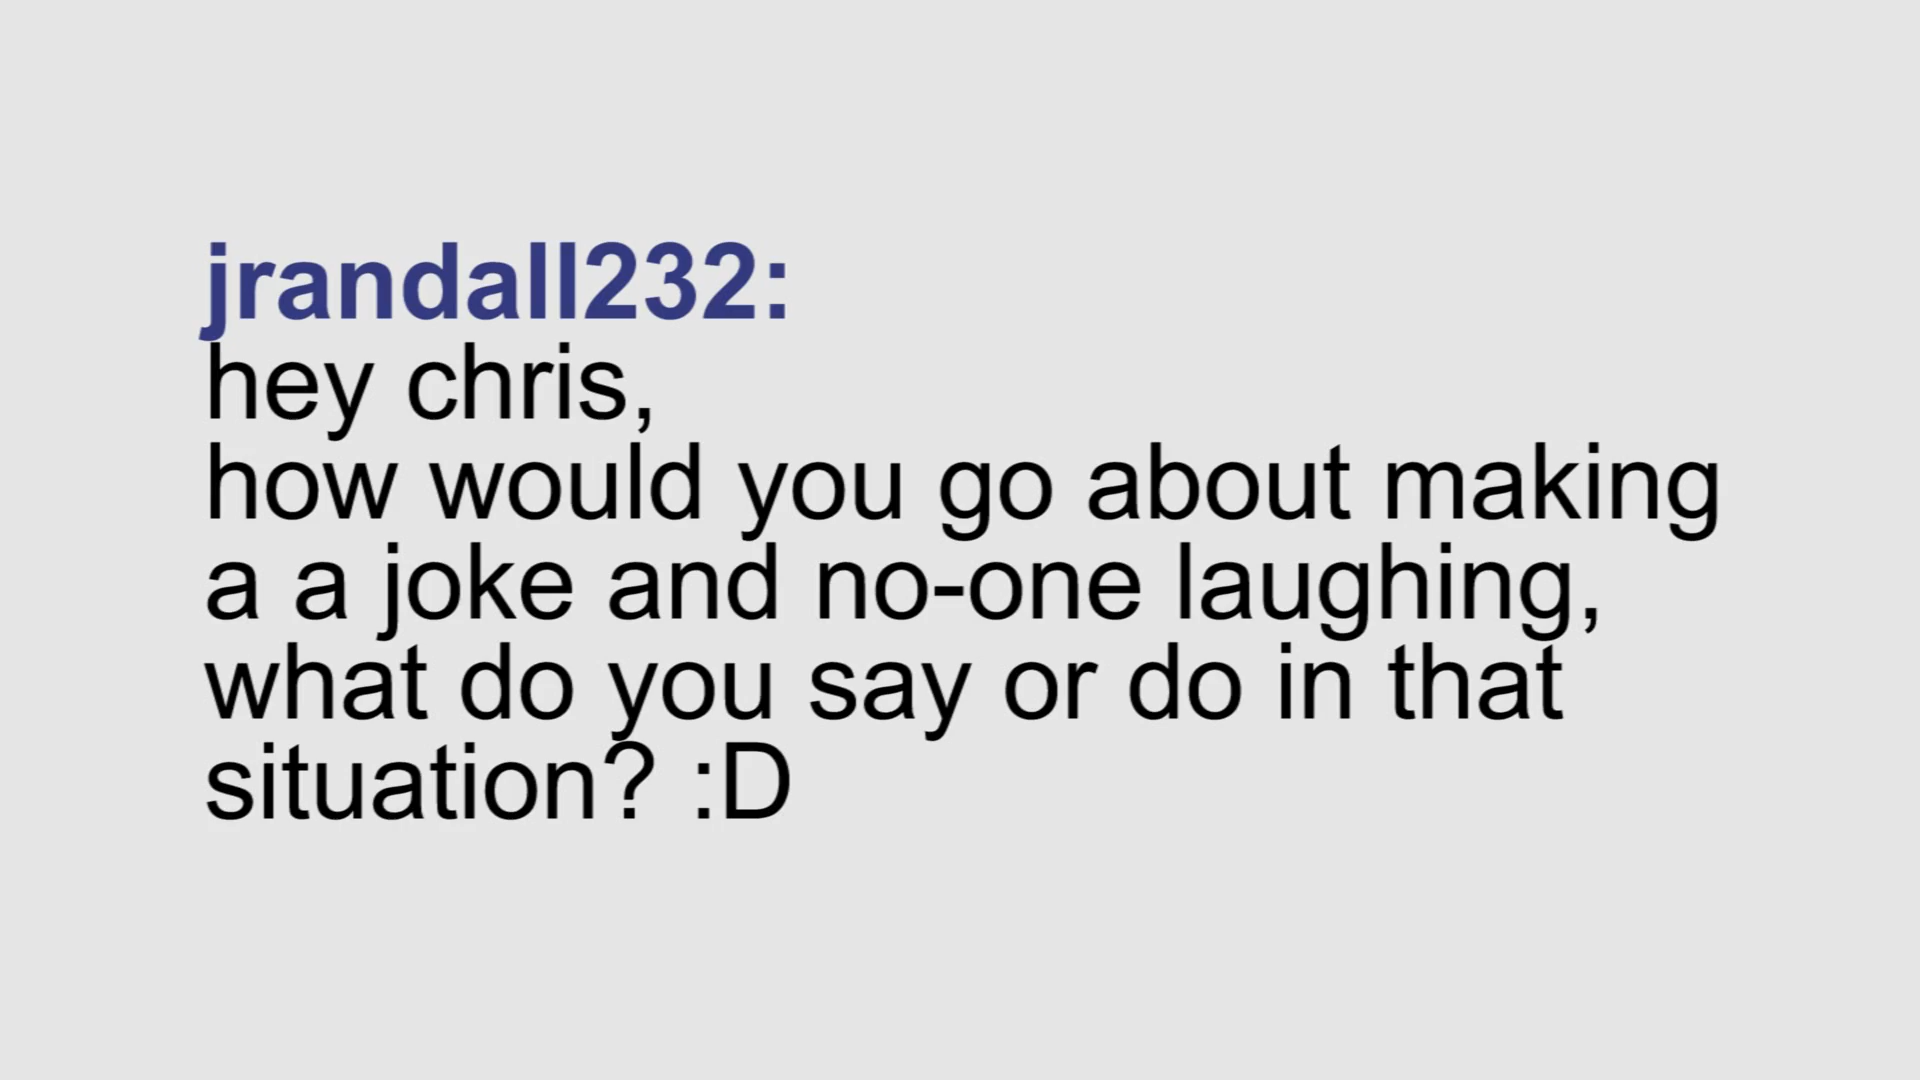 jrandall232:
hey chris,
how would you go about making
a a joke and no-one laughing,
what do you say or do in that
situation? :D